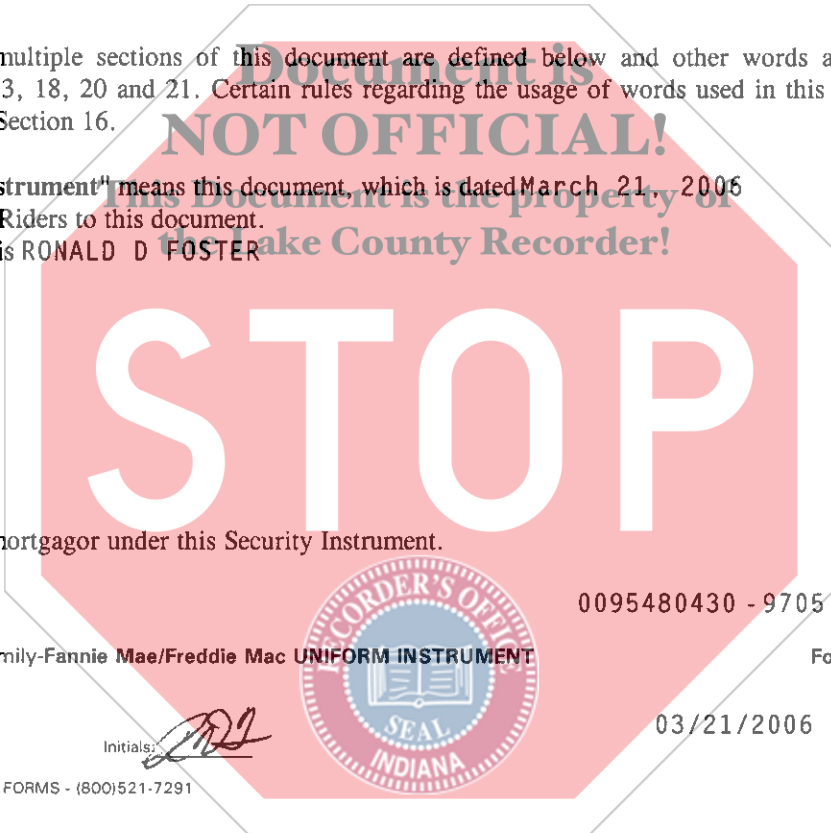 multiple sections of this document are defined below and other words a
3, 18, 20 and 21. Certain rules regarding the usage of words used in this
Section 16.
strument" means this document, which is dated March 21, 2006
Riders to this document.
is RONALD D FOSTER
Document is
NOT OFFICIAL!
This Document is the property of
the Lake County Recorder!
STOP
nortgagor under this Security Instrument.
0095480430 - 9705
mily-Fannie Mae/Freddie Mac UNIFORM INSTRUMENT
Fo
RECORDER'S OFFICE
SEAL
INDIANA
Initials:
03/21/2006
FORMS - (800)521-7291